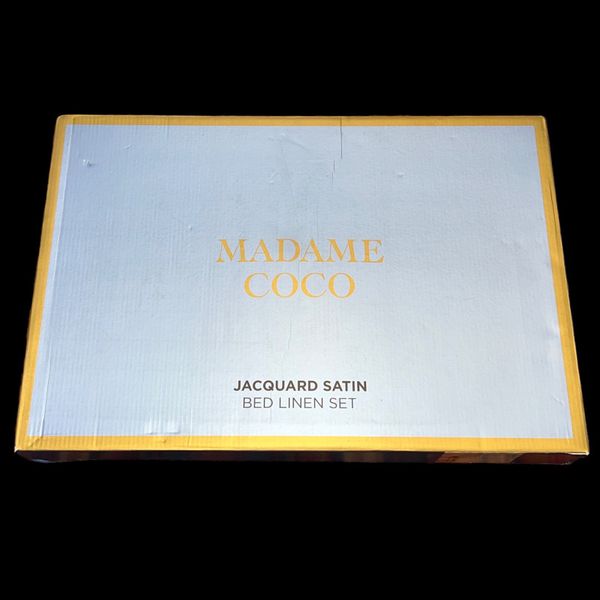 MADAME
COCO
JACQUARD SATIN
BED LINEN SET